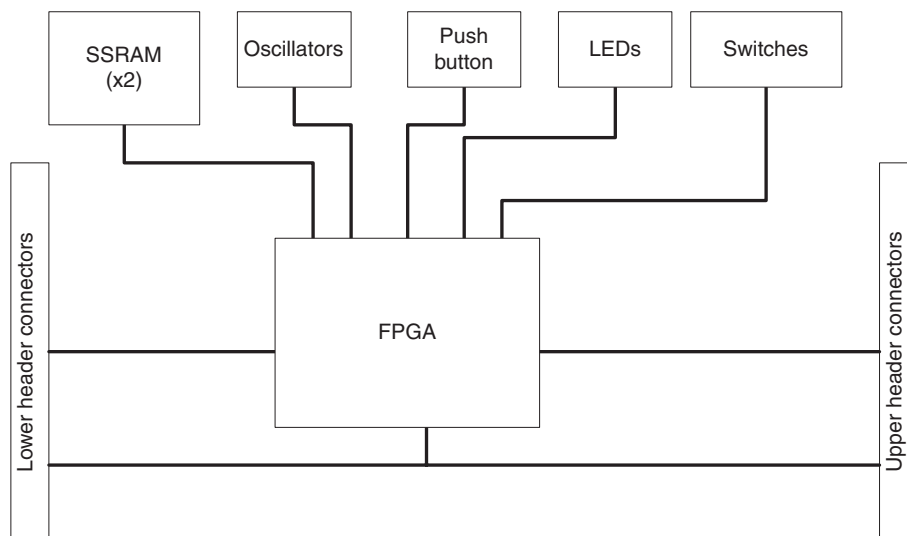 SSRAM
(x2)
Oscillators
Push
button
LEDs
Switches
Lower header connectors
FPGA
Upper header connectors